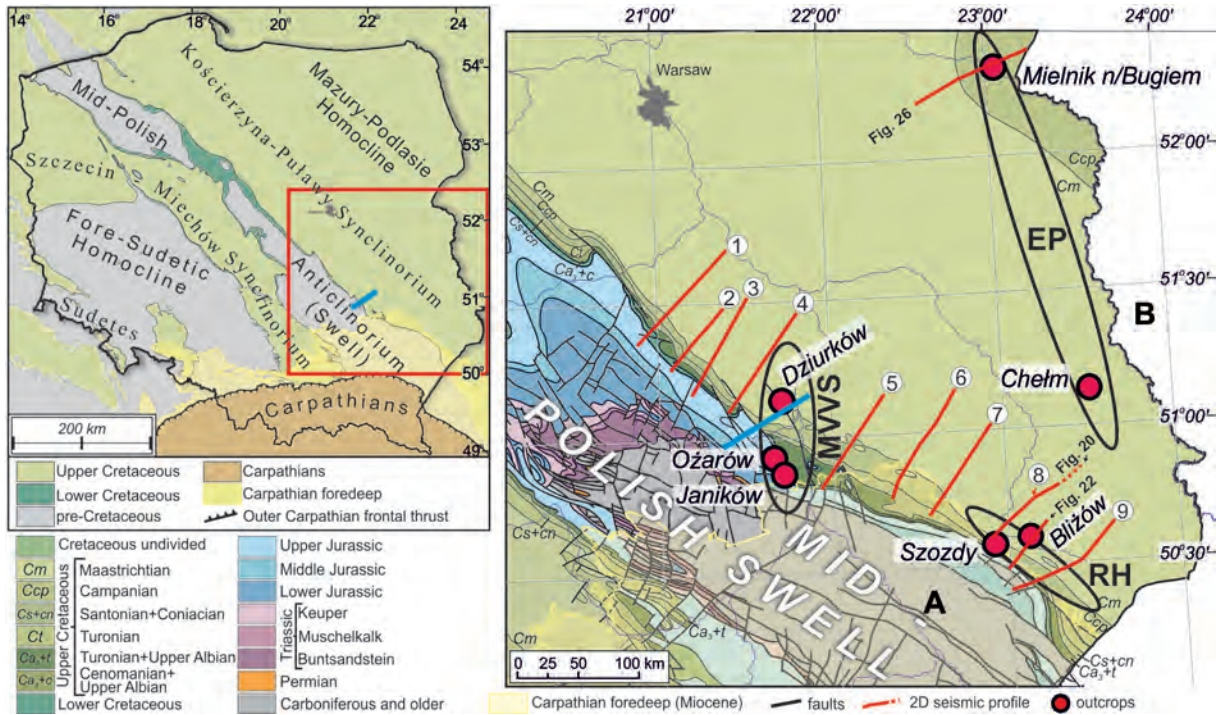 14° 16° 18° 20° 22° 24°
54°
53°
52°
51°
50°
49°
Mid-Polish
Anticlinorium
(Swell)
Kościerzyna-Puławy Synclinorium
Mazury-Podlasie
Homocline
Szczecin
Miechów Synclinorium
Fore-Sudetic
Homocline
Sudetes
Carpathians
200 km
Upper Cretaceous
Lower Cretaceous
pre-Cretaceous
Carpathians
Carpathian foredeep
Outer Carpathian frontal thrust
Cretaceous undivided
Cm Maastrichtian
Ccp Campanian
Cs+cn Santonian+Coniacian
Ct Turonian
Ca₃+t Turonian+Upper Albian
Ca₃+c Cenomanian+
Upper Albian
Lower Cretaceous
Upper Cretaceous
Upper Jurassic
Middle Jurassic
Lower Jurassic
Keuper
Muschelkalk
Buntsandstein
Triassic
Permian
Carboniferous and older
21°00' 22°00' 23°00' 24°00'
52°00'
51°30'
51°00'
50°30'
Warsaw
Mielnik n/Bugiem
Fig. 26
Ccp
Cm
EP
B
Cm
Ccp
Cs+cn
Ct
Ca₃+c
1
2
3
4
Dziurków
MVVS
5
6
7
Chełm
Ożarów
Janików
8
Fig. 20
Fig. 22
Bliżów
9
Szozdy
RH
POLISH
SWELL
MID-
A
Cs+cn
Ca₃+t
Cm
Cm
Ccp
Cs+cn
Ca₃+t
0 25 50 100 km
Carpathian foredeep (Miocene)
faults
2D seismic profile
outcrops